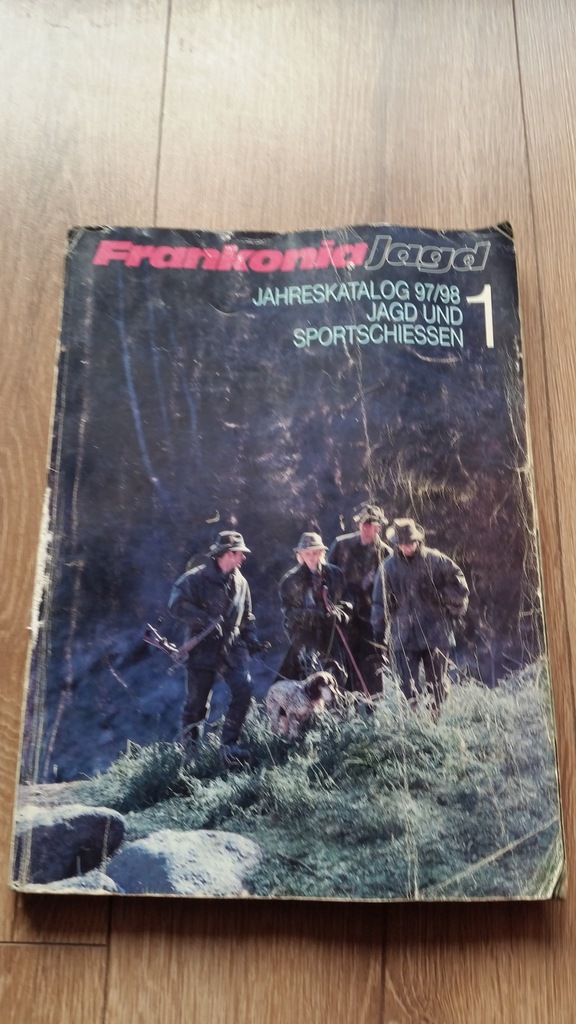 Frankonia Jagd
JAHRESKATALOG 97/98
JAGD UND
SPORTSCHIESSEN
1